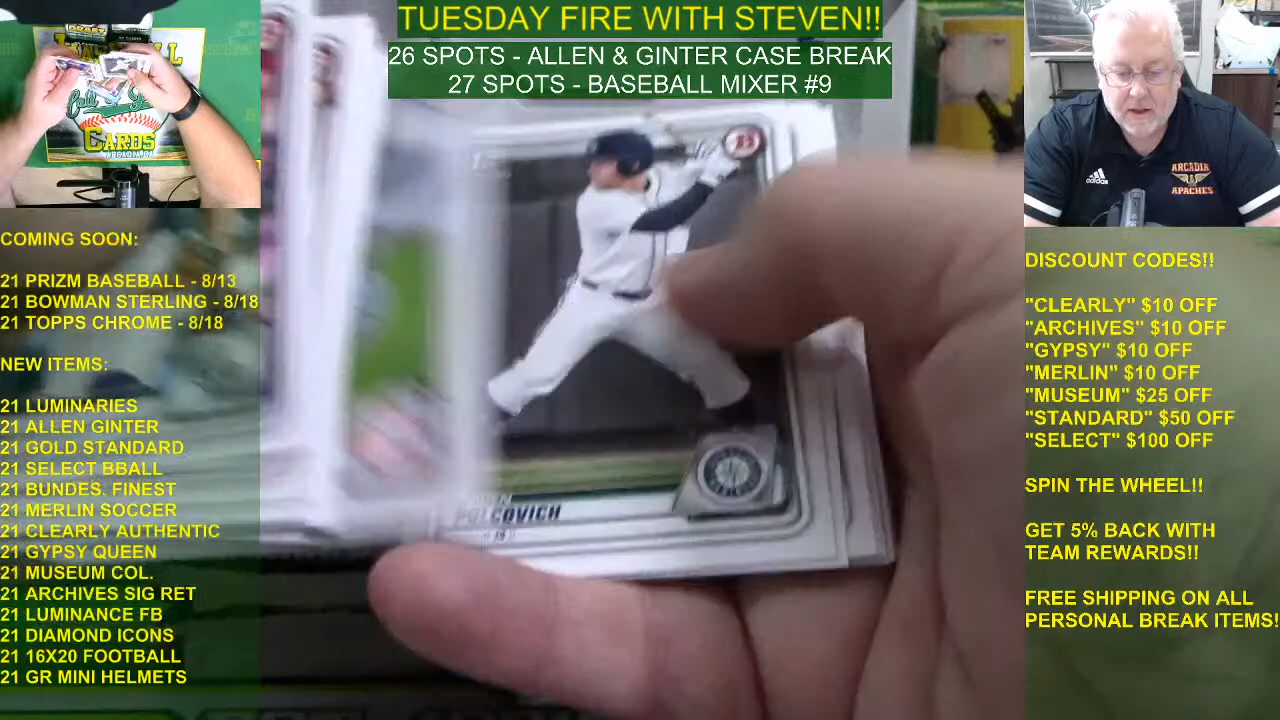 TUESDAY FIRE WITH STEVEN!!
26 SPOTS - ALLEN & GINTER CASE BREAK
27 SPOTS - BASEBALL MIXER #9
CARDS
COMING SOON:
21 PRIZM BASEBALL - 8/13
21 BOWMAN STERLING - 8/18
21 TOPPS CHROME - 8/18
NEW ITEMS:
21 LUMINARIES
21 ALLEN GINTER
21 GOLD STANDARD
21 SELECT BBALL
21 BUNDES. FINEST
21 MERLIN SOCCER
21 CLEARLY AUTHENTIC
21 GYPSY QUEEN
21 MUSEUM COL.
21 ARCHIVES SIG RET
21 LUMINANCE FB
21 DIAMOND ICONS
21 16X20 FOOTBALL
21 GR MINI HELMETS
B
POLCOVICH
adidas
ARCADIA
APACHES
DISCOUNT CODES!!
"CLEARLY" $10 OFF
"ARCHIVES" $10 OFF
"GYPSY" $10 OFF
"MERLIN" $10 OFF
"MUSEUM" $25 OFF
"STANDARD" $50 OFF
"SELECT" $100 OFF
SPIN THE WHEEL!!
GET 5% BACK WITH
TEAM REWARDS!!
FREE SHIPPING ON ALL
PERSONAL BREAK ITEMS!